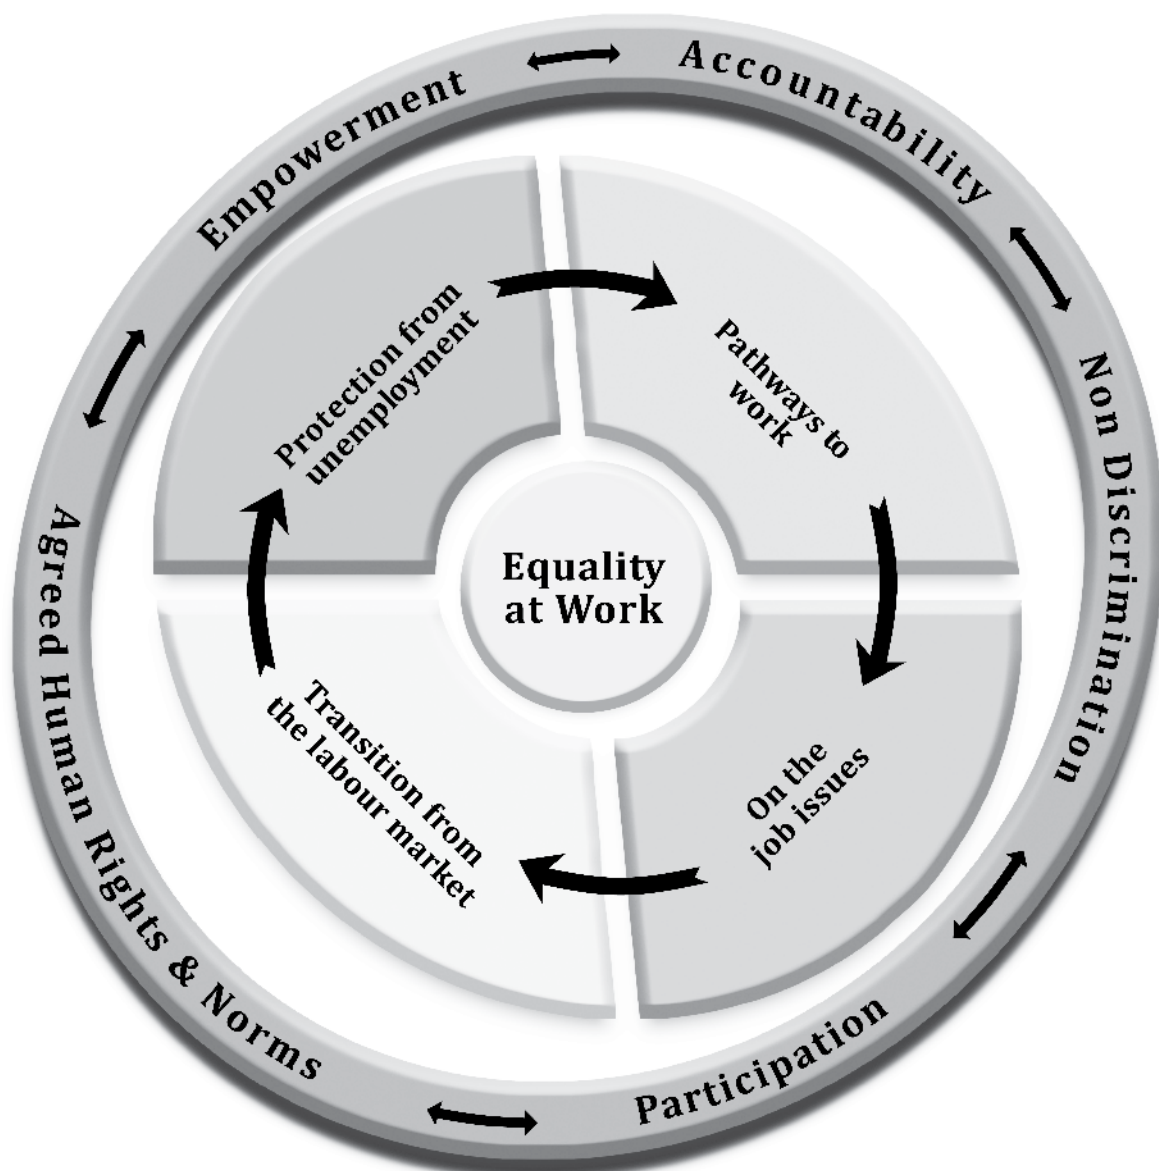 Empowerment
Accountability
Non Discrimination
Participation
Agreed Human Rights & Norms
Protection from
unemployment
Pathways to
work
On the
job issues
Transition from
the labour market
Equality
at Work